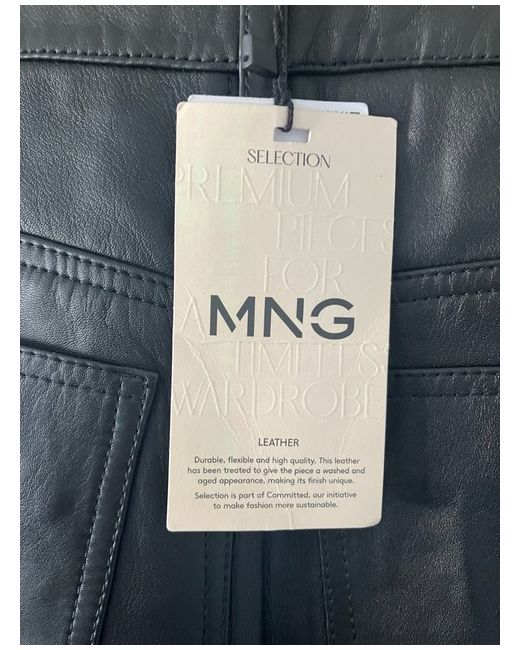 SELECTION
PREMIUM
PIECES
FOR
A MNG
TIMELESS
WARDROBE
LEATHER
Durable, flexible and high quality. This leather
has been treated to give the piece a washed and
aged appearance, making its finish unique.
Selection is part of Committed, our initiative
to make fashion more sustainable.